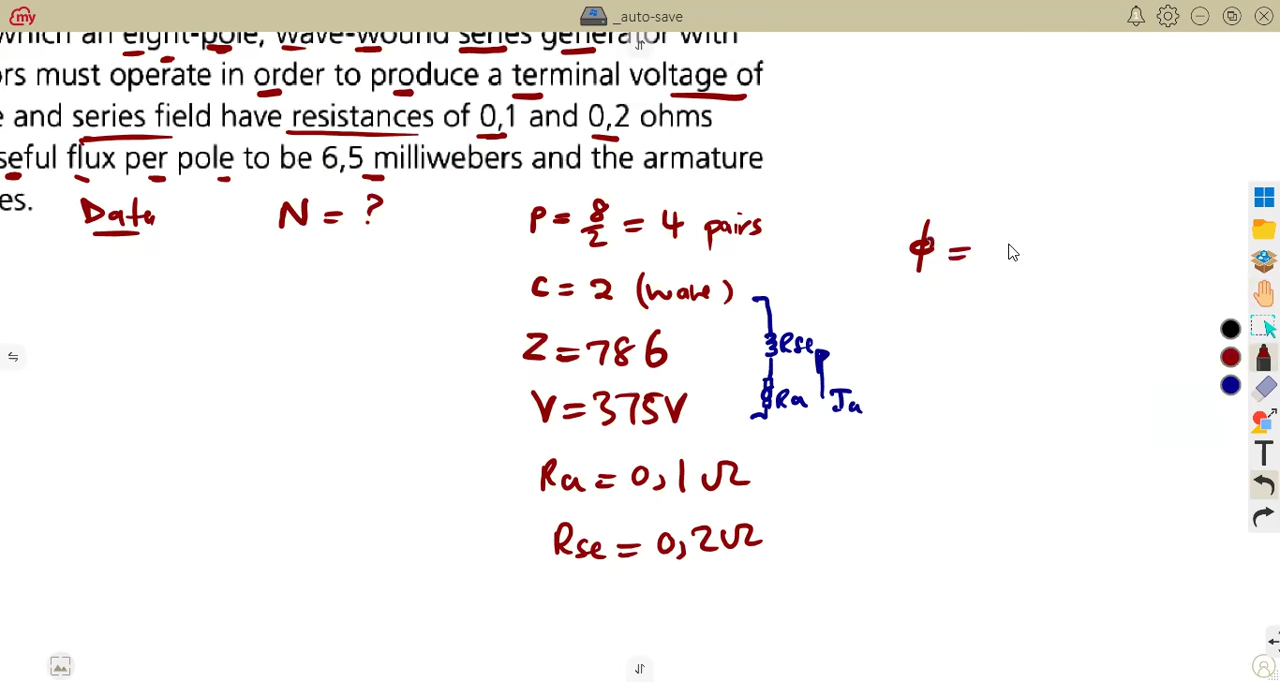 my
_auto-save
which an eight-pole, wave-wound series generator with
ors must operate in order to produce a terminal voltage of
e and series field have resistances of 0,1 and 0,2 ohms
seful flux per pole to be 6,5 milliwebers and the armature
es.
Data N = ? P = 8/2 = 4 pairs
ϕ =
C = 2 (wave)
Z = 786
Rse
V = 375V
Ra Ia
Ra = 0,1 Ω
Rse = 0,2 Ω
T